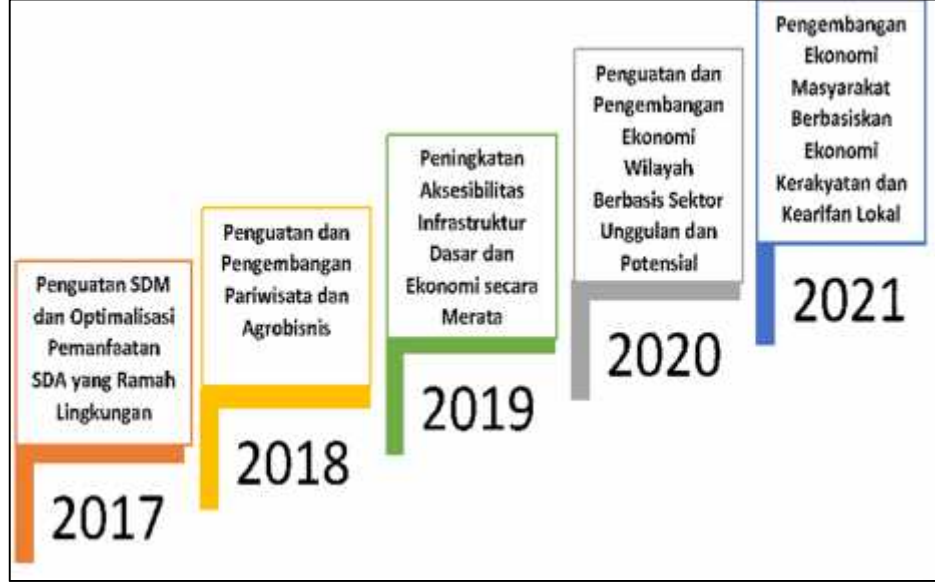 Penguatan SDM
dan Optimalisasi
Pemanfaatan
SDA yang Ramah
Lingkungan
2017
Penguatan dan
Pengembangan
Pariwisata dan
Agrobisnis
2018
Peningkatan
Aksesibilitas
Infrastruktur
Dasar dan
Ekonomi secara
Merata
2019
Penguatan dan
Pengembangan
Ekonomi
Wilayah
Berbasis Sektor
Unggulan dan
Potensial
2020
Pengembangan
Ekonomi
Masyarakat
Berbasiskan
Ekonomi
Kerakyatan dan
Kearifan Lokal
2021